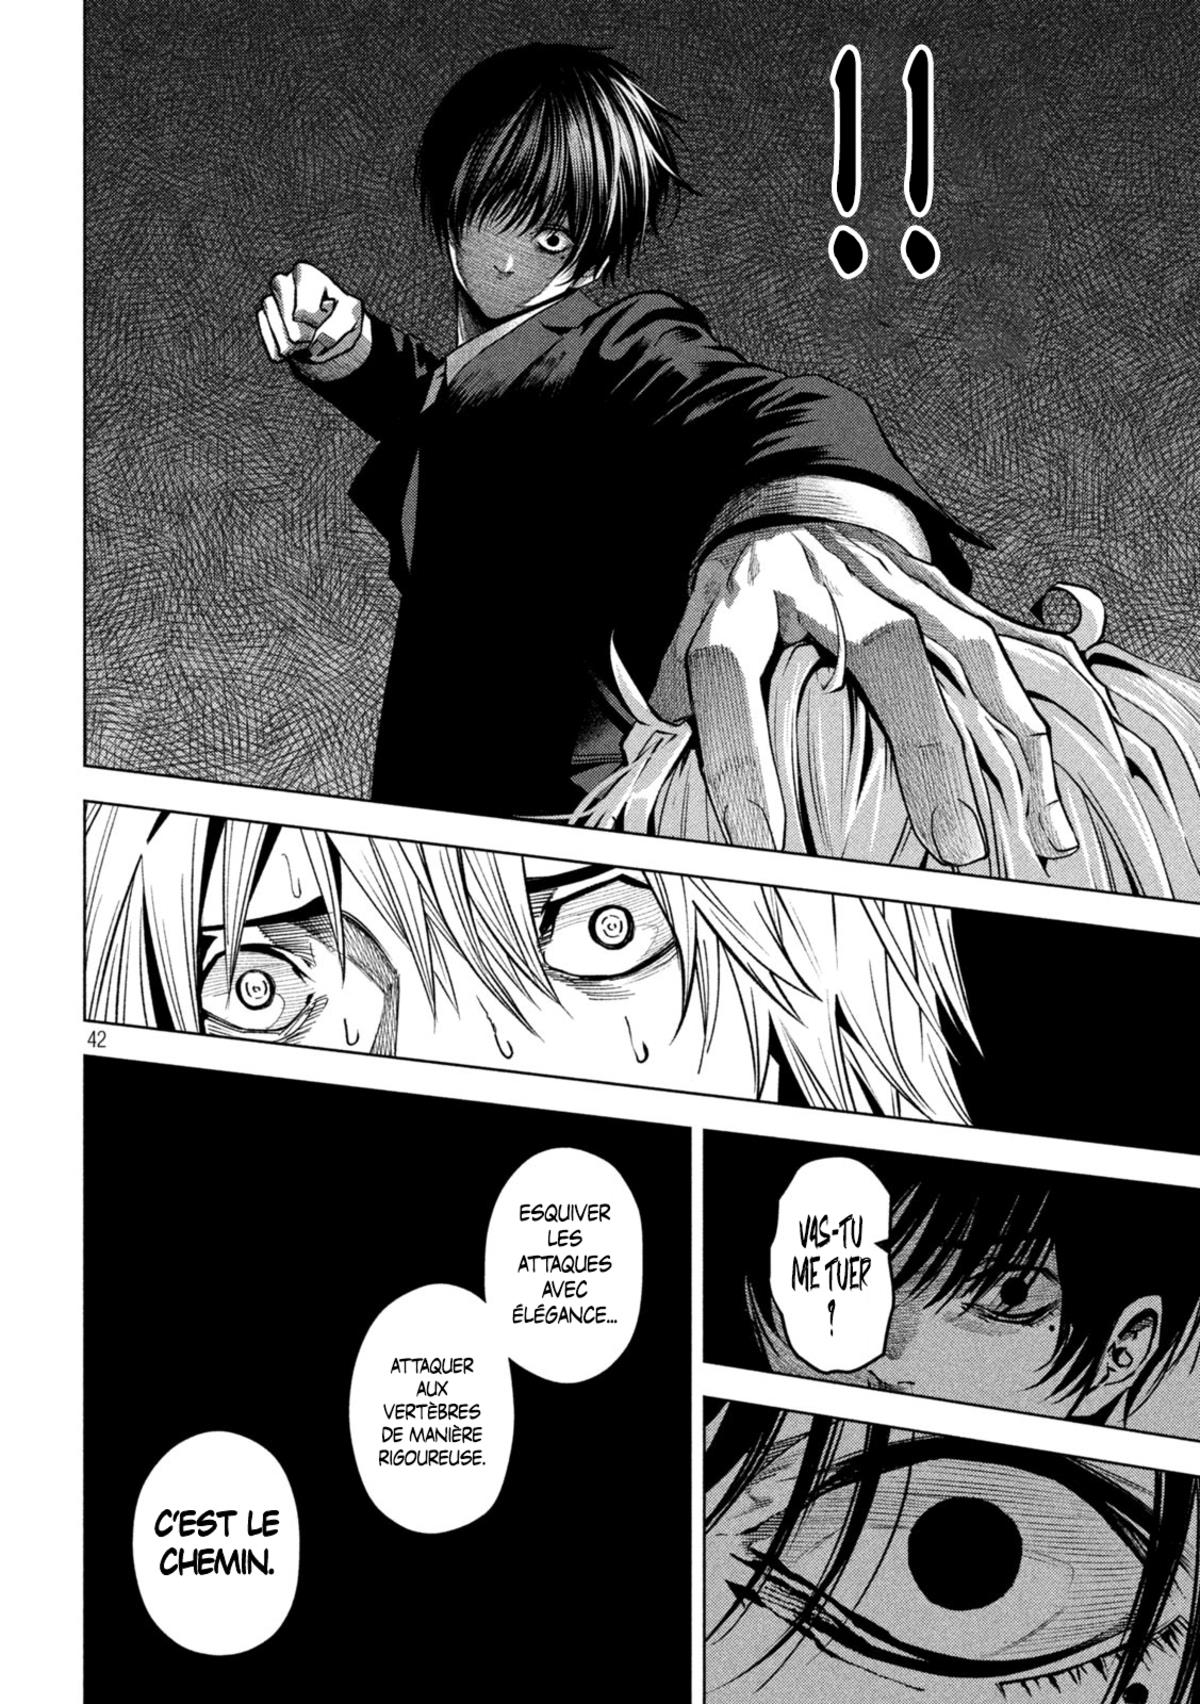 !!
42
VAS-TU
ME TUER
?
ESQUIVER
LES
ATTAQUES
AVEC
ÉLÉGANCE...
ATTAQUER
AUX
VERTÈBRES
DE MANIÈRE
RIGOUREUSE.
C'EST LE
CHEMIN.